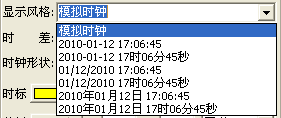 显示风格: 模拟时钟
模拟时钟
时　　差: 2010-01-12 17:06:45
2010-01-12 17时06分45秒
时钟形状: 01/12/2010 17:06:45
01/12/2010 17时06分45秒
时标 2010年01月12日 17:06:45
2010年01月12日 17时06分45秒